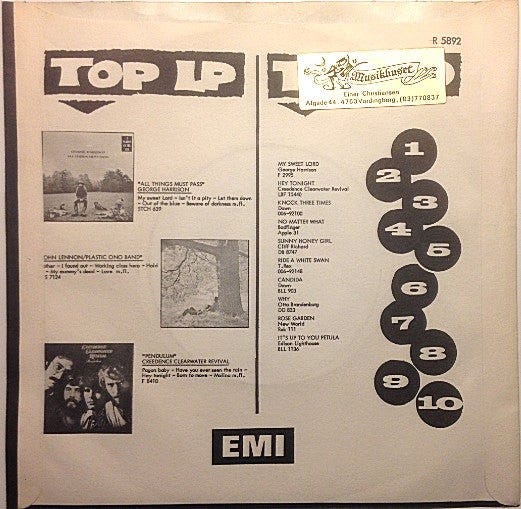 R 5892
TOP LP
Musikhuset
Einar Christiansen
Algade 44 . 4760 Vordingborg, (03) 770837
"ALL THINGS MUST PASS"
GEORGE HARRISON
My sweet Lord – Isn't it a pity – Let them down
– Out of the blue – Beware of darkness m.fl.
STCH 639
OHN LENNON/PLASTIC ONO BAND"
other – I found out – Working class hero – Hold
– My mummy's dead – Love m.fl.
S 7124
"PENDULUM"
CREEDENCE CLEARWATER REVIVAL
Pagan baby – Have you ever seen the rain –
Hey tonight – Born to move – Molina m.fl.
F 8410
MY SWEET LORD
George Harrison
F 2995
HEY TONIGHT
Creedence Clearwater Revival
LBF 15440
KNOCK THREE TIMES
Dawn
006-92100
NO MATTER WHAT
Badfinger
Apple 31
SUNNY HONEY GIRL
Cliff Richard
DB 8747
RIDE A WHITE SWAN
T. Rex
006-92148
CANDIDA
Dawn
BLL 903
WHY
Otto Brandenburg
DD 823
ROSE GARDEN
New World
Rak 111
IT'S UP TO YOU PETULA
Edison Lighthouse
BLL 1136
1
2
3
4
5
6
7
8
9
10
EMI